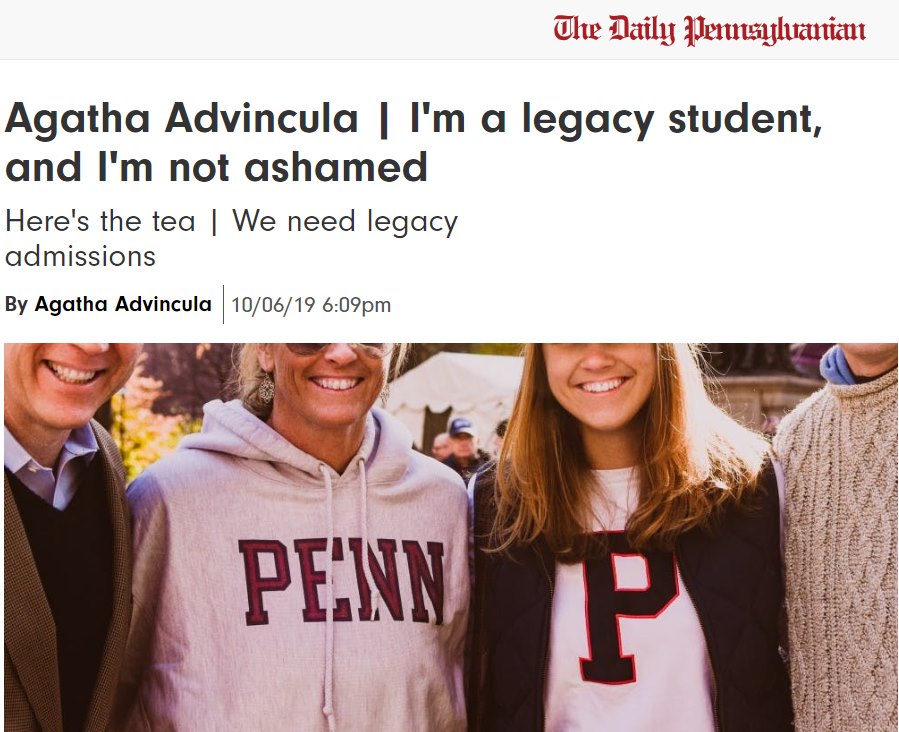 The Daily Pennsylvanian
Agatha Advincula | I'm a legacy student,
and I'm not ashamed
Here's the tea | We need legacy
admissions
By Agatha Advincula | 10/06/19 6:09pm
PENN
P